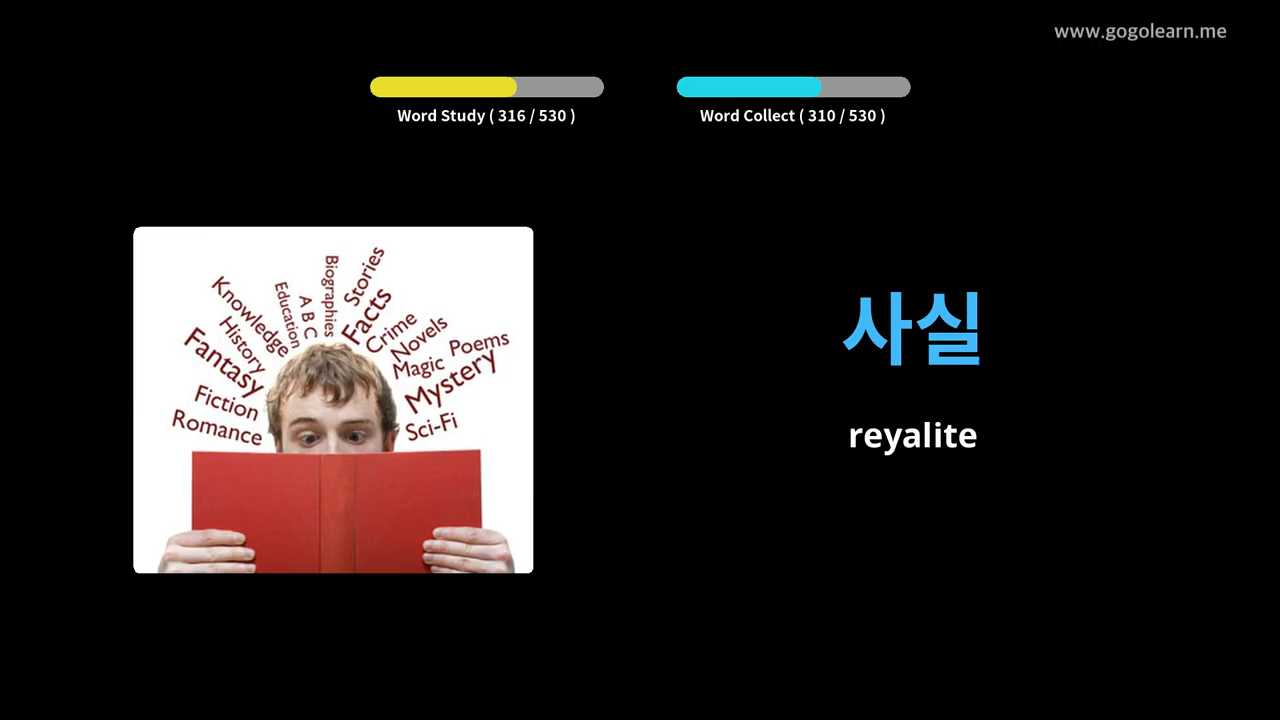 www.gogolearn.me
Word Study ( 316 / 530 )
Word Collect ( 310 / 530 )
Romance
Fiction
Fantasy
History
Knowledge
Education
A B C
Biographies
Stories
Facts
Crime
Novels
Magic
Poems
Mystery
Sci-Fi
사실
reyalite